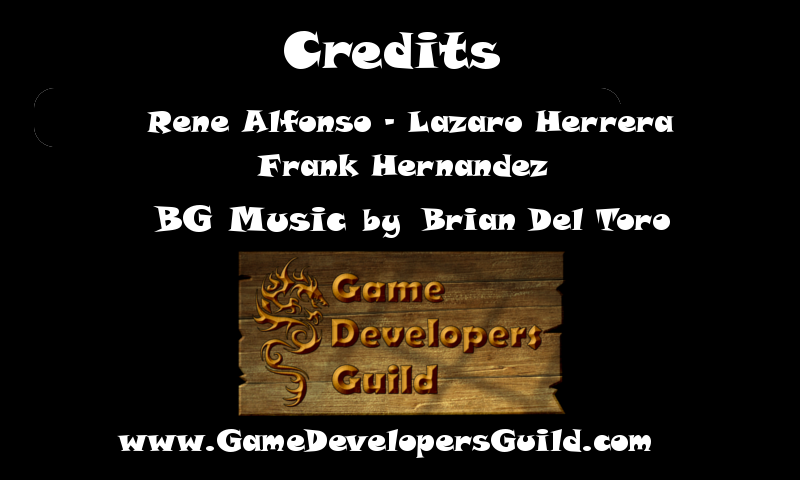 Credits
Rene Alfonso - Lazaro Herrera
Frank Hernandez
BG Music by Brian Del Toro
Game
Developers
Guild
www.GameDevelopersGuild.com